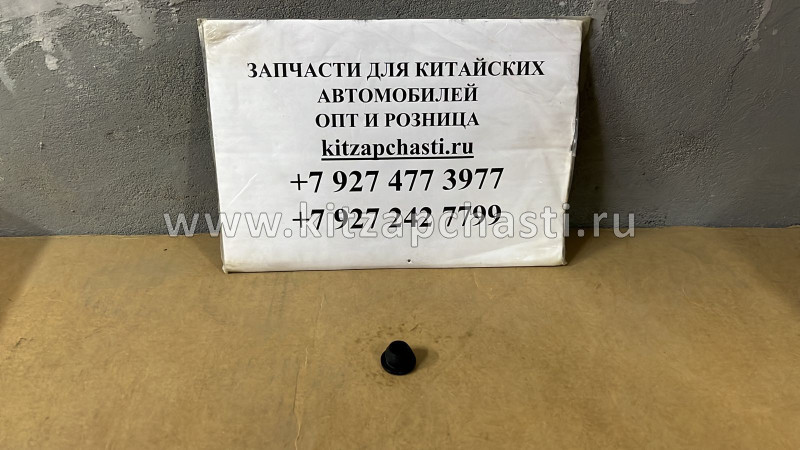 ЗАПЧАСТИ ДЛЯ КИТАЙСКИХ
АВТОМОБИЛЕЙ
ОПТ И РОЗНИЦА
kitzapchasti.ru
+7 927 477 3977
+7 927 242 7799
www.kitzapchasti.ru